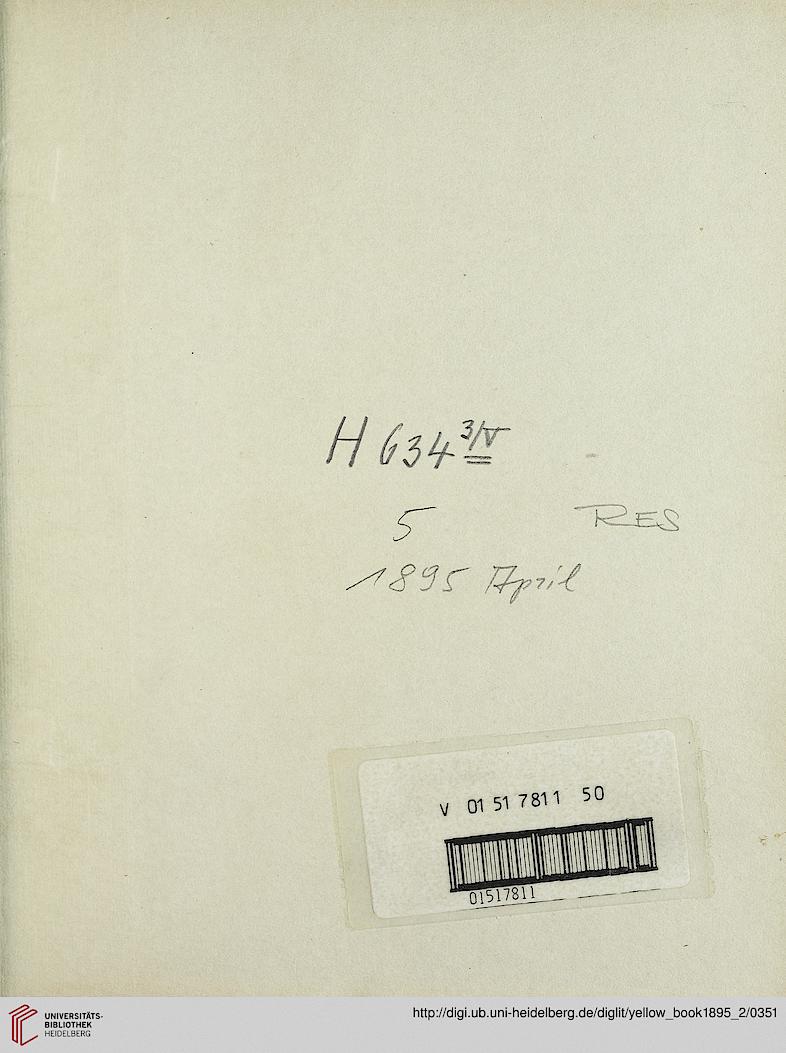 H 634 3/V
5 RES
1895 April
V 01 51 7811 50
01517811
UNIVERSITÄTS-
BIBLIOTHEK
HEIDELBERG
http://digi.ub.uni-heidelberg.de/diglit/yellow_book1895_2/0351